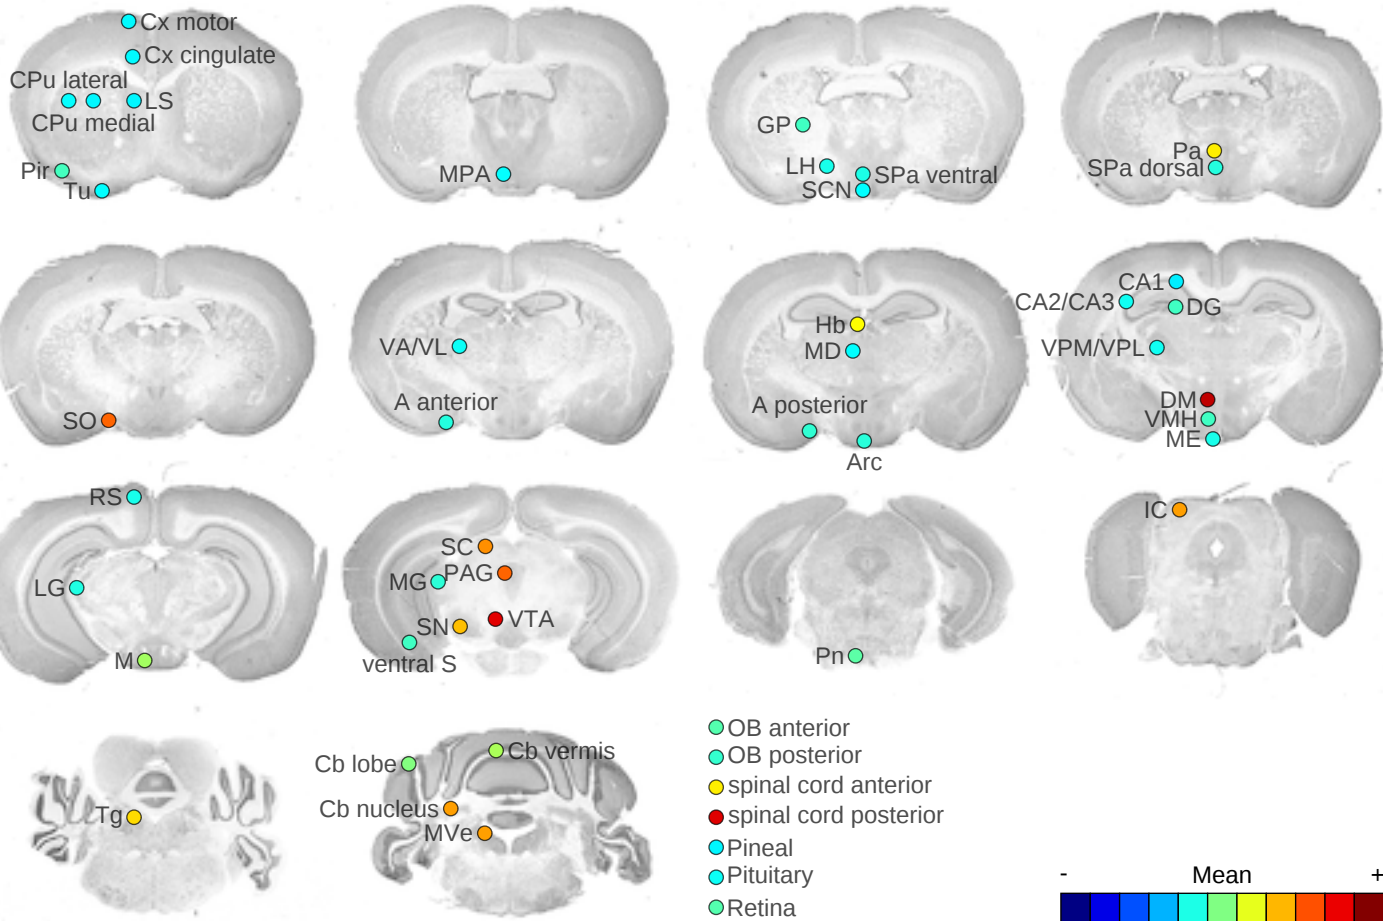 Cx motor
Cx cingulate
CPu lateral
LS
CPu medial
Pir
Tu
MPA
GP
LH
SPa ventral
SCN
Pa
SPa dorsal
SO
VA/VL
A anterior
Hb
MD
A posterior
Arc
CA1
CA2/CA3
DG
VPM/VPL
DM
VMH
ME
RS
LG
M
SC
PAG
MG
VTA
SN
ventral S
Pn
IC
Tg
Cb vermis
Cb lobe
Cb nucleus
MVe
OB anterior
OB posterior
spinal cord anterior
spinal cord posterior
Pineal
Pituitary
Retina
- Mean +